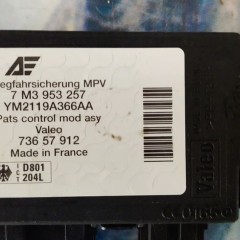 egfahrsicherung MPV
7 M3 953 257
YM2119A366AA
Pats control mod asy
Valeo
736 57 912
Made in France
I D801
C
T 204L
Valeo